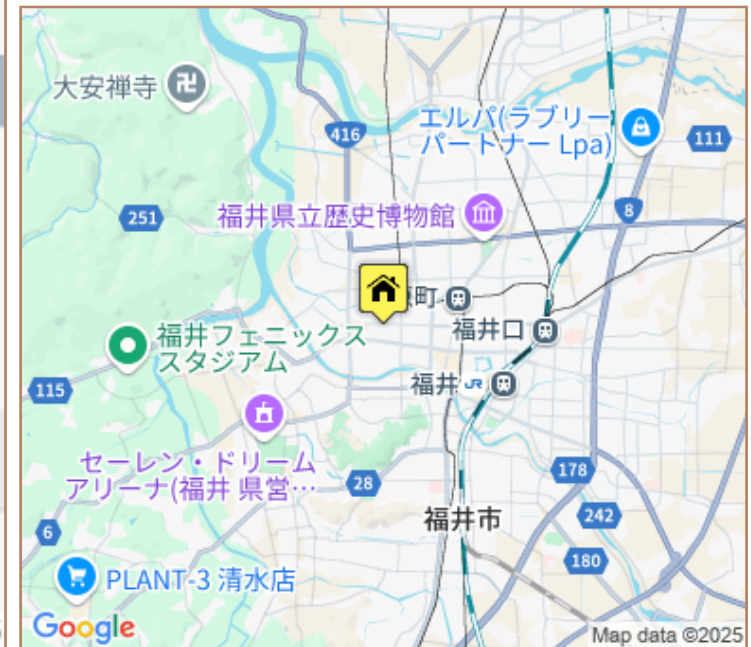 大安禅寺
416
エルパ(ラブリー
パートナー Lpa)
111
8
251
福井県立歴史博物館
町
福井口
福井フェニックス
スタジアム
115
福井
JR
セーレン・ドリーム
アリーナ(福井 県営…
28
178
福井市
242
6
180
PLANT-3 清水店
Google
Map data ©2025